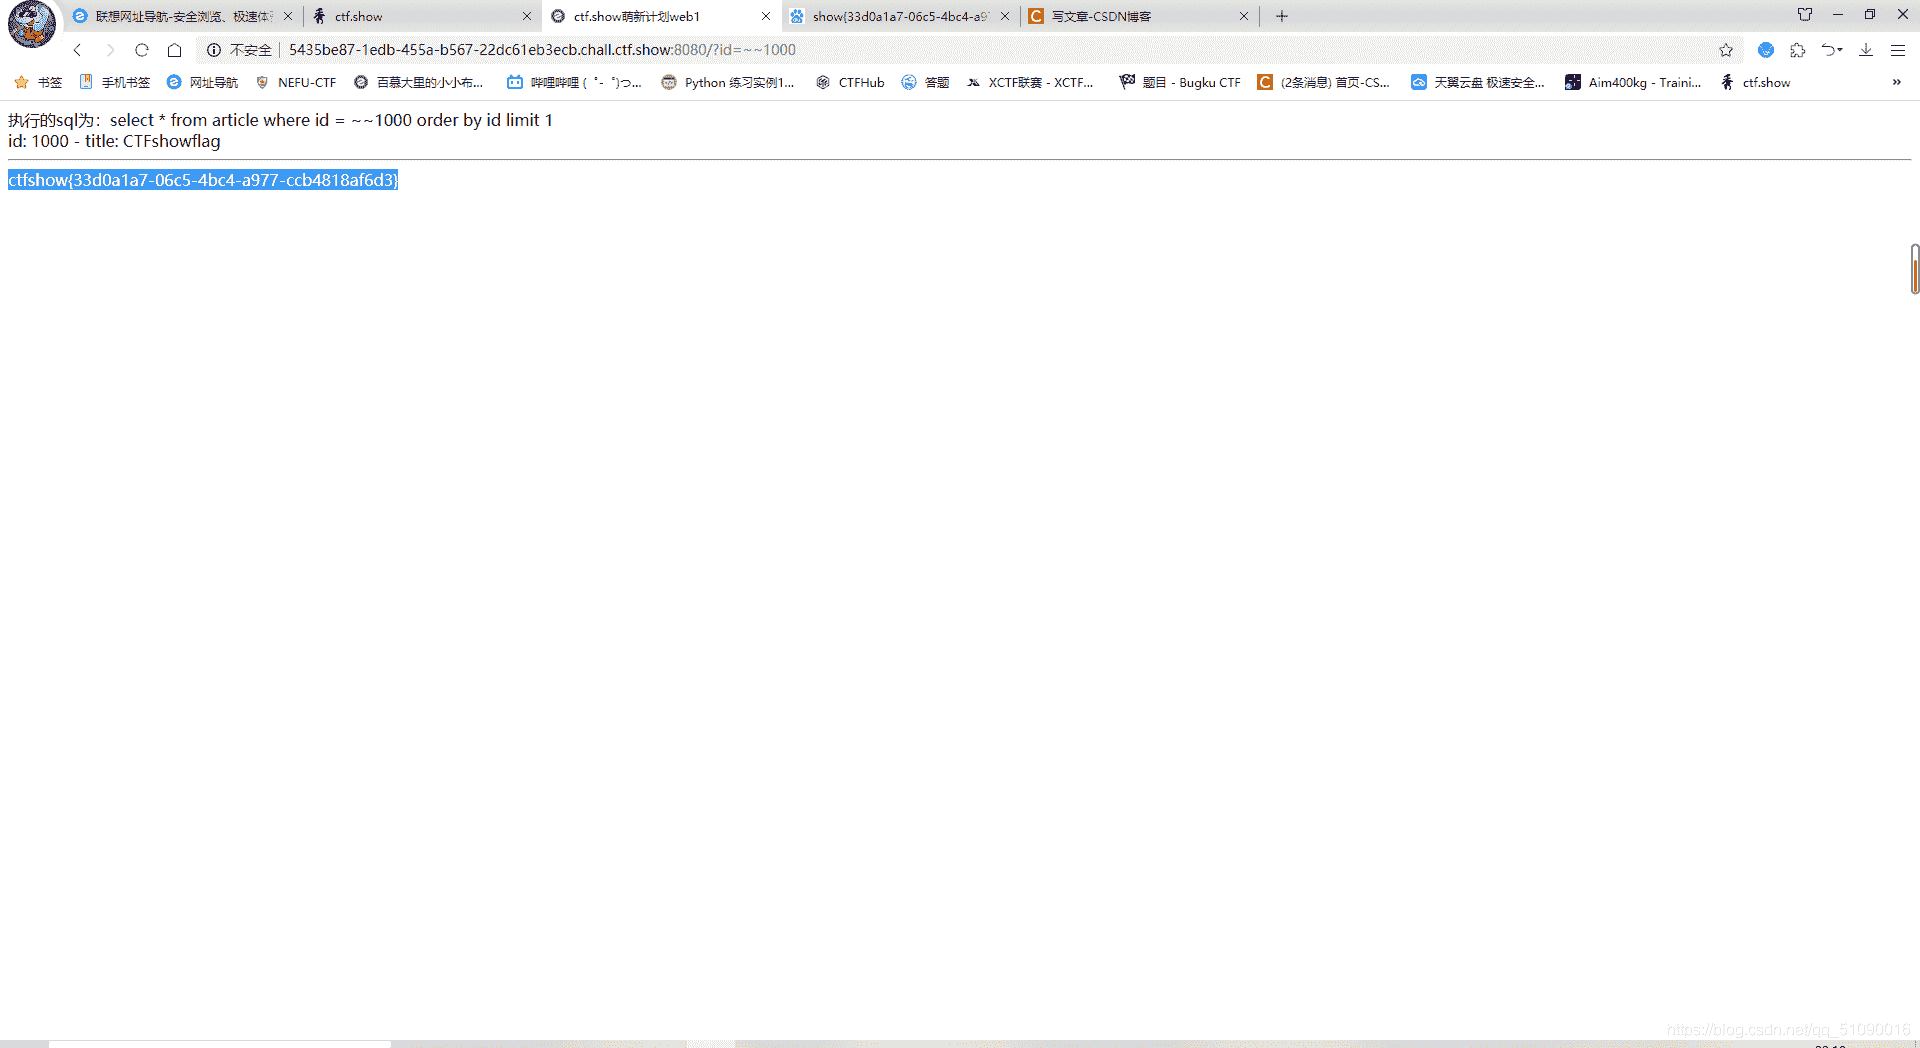 联想网址导航-安全浏览、极速体
ctf.show
ctf.show萌新计划web1
show{33d0a1a7-06c5-4bc4-a9
写文章-CSDN博客
不安全 5435be87-1edb-455a-b567-22dc61eb3ecb.chall.ctf.show:8080/?id=~~1000
书签 手机书签 网址导航 NEFU-CTF 百慕大里的小小布... 哔哩哔哩 (゜-゜)つ... Python 练习实例1... CTFHub 答题 XCTF联赛 - XCTF... 题目 - Bugku CTF (2条消息) 首页-CS... 天翼云盘 极速安全... Aim400kg - Traini... ctf.show »
执行的sql为：select * from article where id = ~~1000 order by id limit 1
id: 1000 - title: CTFshowflag
ctfshow{33d0a1a7-06c5-4bc4-a977-ccb4818af6d3}
https://blog.csdn.net/qq_51090016